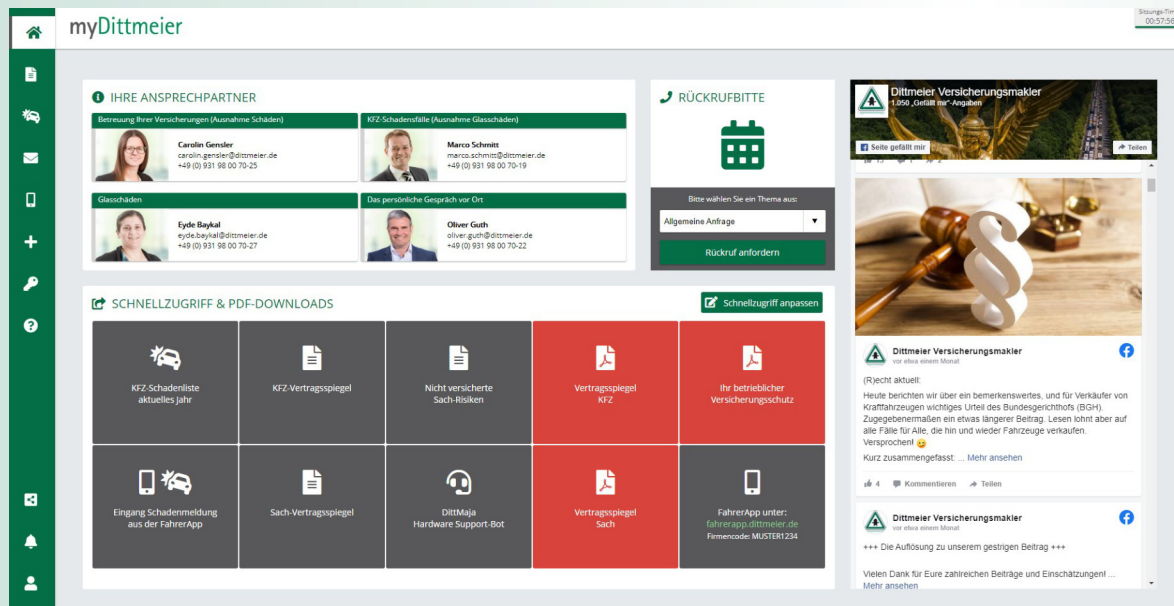 myDittmeier
Sitzungs-Tim
00:57:56
IHRE ANSPRECHPARTNER
Betreuung Ihrer Versicherungen (Ausnahme Schäden)
Carolin Gensler
carolin.gensler@dittmeier.de
+49 (0) 931 98 00 70-25
KFZ-Schadensfälle (Ausnahme Glasschäden)
Marco Schmitt
marco.schmitt@dittmeier.de
+49 (0) 931 98 00 70-19
Glasschäden
Eyde Baykal
eyde.baykal@dittmeier.de
+49 (0) 931 98 00 70-27
Das persönliche Gespräch vor Ort
Oliver Guth
oliver.guth@dittmeier.de
+49 (0) 931 98 00 70-22
RÜCKRUFBITTE
Bitte wählen Sie ein Thema aus:
Allgemeine Anfrage
Rückruf anfordern
SCHNELLZUGRIFF & PDF-DOWNLOADS
Schnellzugriff anpassen
KFZ-Schadenliste
aktuelles Jahr
KFZ-Vertragsspiegel
Nicht versicherte
Sach-Risiken
Vertragsspiegel
KFZ
Ihr betrieblicher
Versicherungsschutz
Eingang Schadenmeldung
aus der FahrerApp
Sach-Vertragsspiegel
DittMaja
Hardware Support-Bot
Vertragsspiegel
Sach
FahrerApp unter:
fahrerapp.dittmeier.de
Firmencode: MUSTER1234
Dittmeier Versicherungsmakler
1.050 „Gefällt mir"-Angaben
Seite gefällt mir
Teilen
Dittmeier Versicherungsmakler
vor etwa einem Monat
(R)echt aktuell:
Heute berichten wir über ein bemerkenswertes, und für Verkäufer von
Kraftfahrzeugen wichtiges Urteil des Bundesgerichthofs (BGH).
Zugegebenermaßen ein etwas längerer Beitrag. Lesen lohnt aber auf
alle Fälle für Alle, die hin und wieder Fahrzeuge verkaufen.
Versprochen! 😉
Kurz zusammengefasst: ... Mehr ansehen
4 Kommentieren Teilen
Dittmeier Versicherungsmakler
vor etwa einem Monat
+++ Die Auflösung zu unserem gestrigen Beitrag +++
Vielen Dank für Eure zahlreichen Beiträge und Einschätzungen! ...
Mehr ansehen